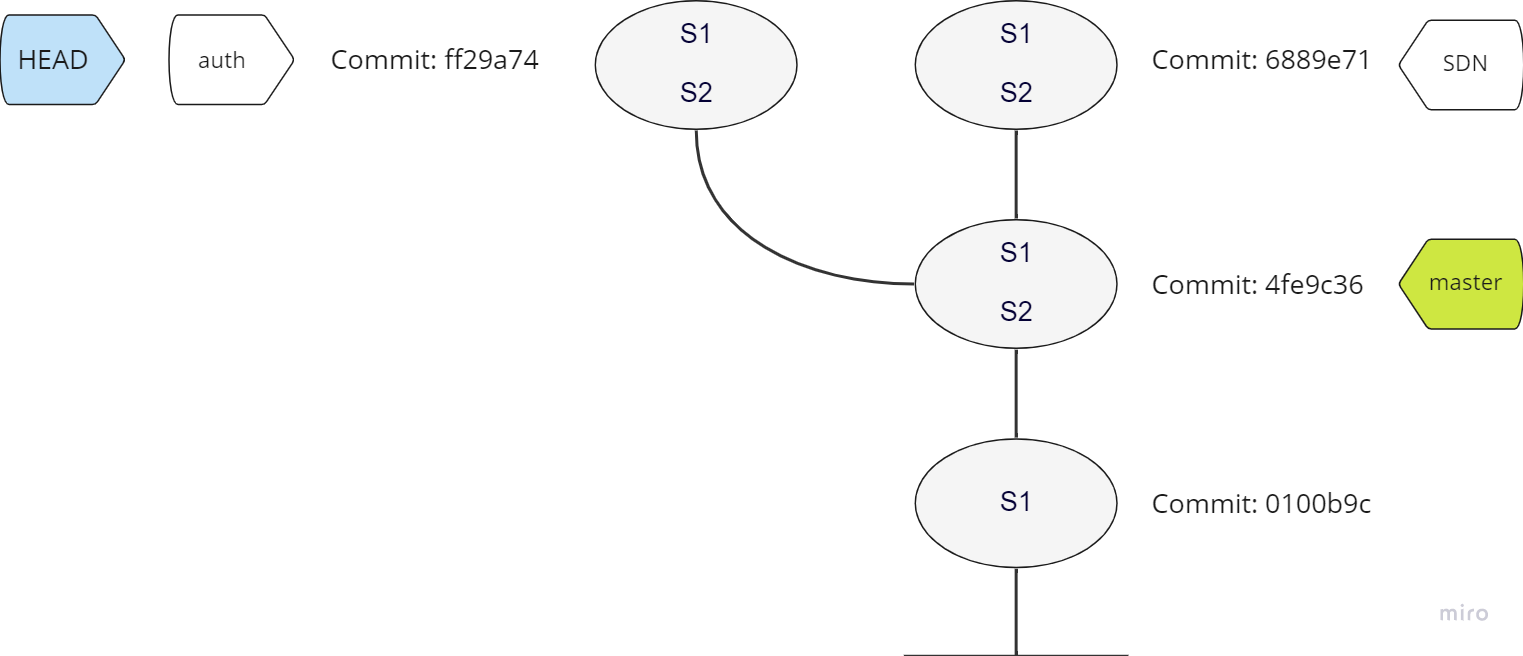 HEAD
auth
Commit: ff29a74
S1
S2
S1
S2
Commit: 6889e71
SDN
S1
S2
Commit: 4fe9c36
master
S1
Commit: 0100b9c
miro